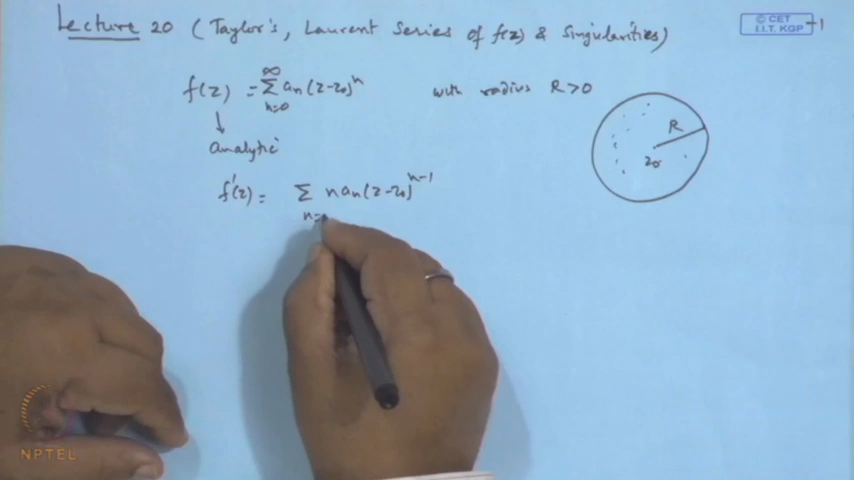 Lecture 20 (Taylor's, Laurent Series of f(z) & Singularities)
© CET
I.I.T. KGP
1
f(z) = ∑_{n=0}^{∞} a_n (z-z_0)^n with radius R>0
R
z_0
analytic
f'(z) = ∑_{n= n a_n (z-z_0)^{n-1}
NPTEL